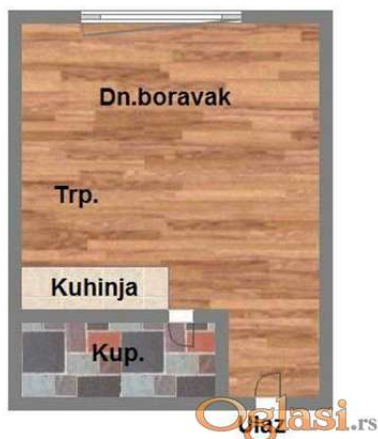 Dn.boravak
Trp.
Kuhinja
Kup.
Ulaz
Oglasi.rs